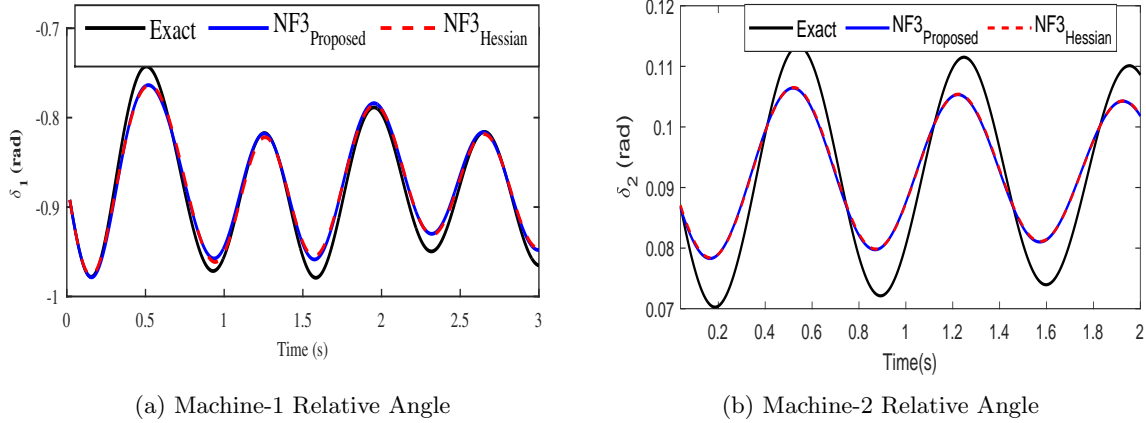 Exact NF3Proposed NF3Hessian
-0.7
-0.8
-0.9
-1
δ1 (rad)
0 0.5 1 1.5 2 2.5 3
Time (s)
(a) Machine-1 Relative Angle
Exact NF3Proposed NF3Hessian
0.12
0.11
0.1
0.09
0.08
0.07
δ2 (rad)
0.2 0.4 0.6 0.8 1 1.2 1.4 1.6 1.8 2
Time(s)
(b) Machine-2 Relative Angle